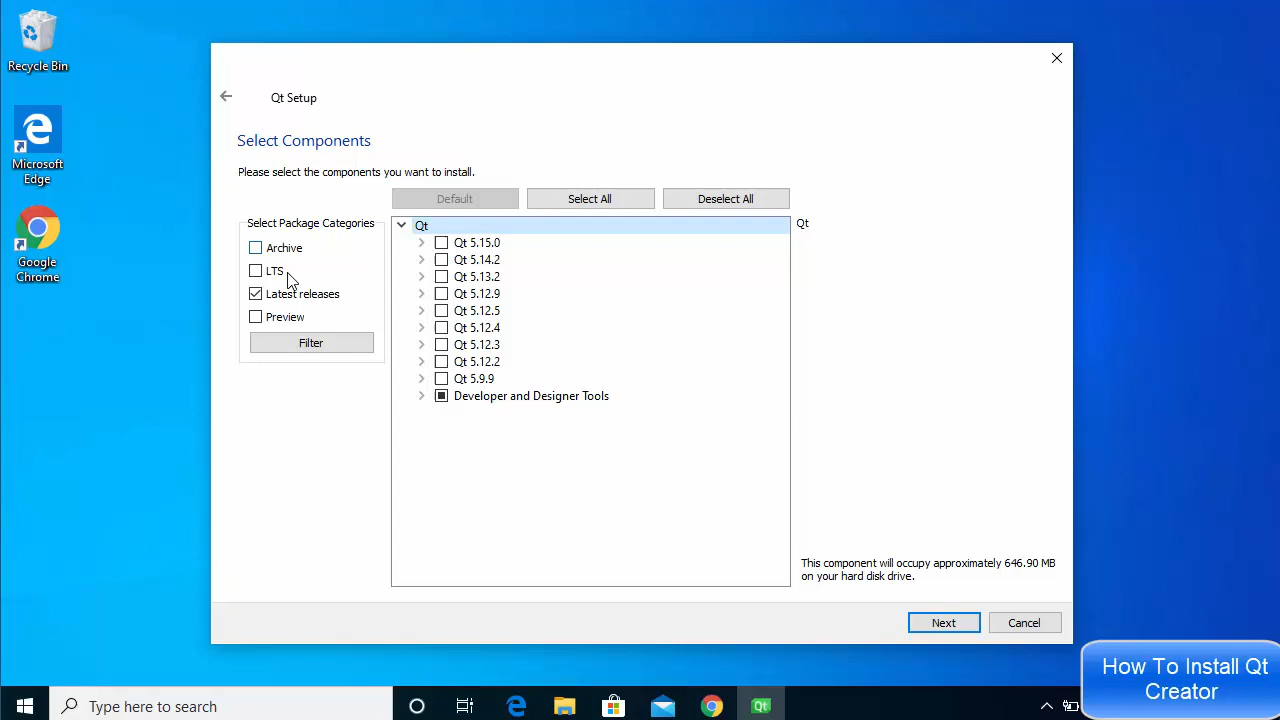 Recycle Bin
Microsoft
Edge
Google
Chrome
Qt Setup
Select Components
Please select the components you want to install.
Default
Select All
Deselect All
Select Package Categories
Archive
LTS
Latest releases
Preview
Filter
Qt
Qt 5.15.0
Qt 5.14.2
Qt 5.13.2
Qt 5.12.9
Qt 5.12.5
Qt 5.12.4
Qt 5.12.3
Qt 5.12.2
Qt 5.9.9
Developer and Designer Tools
Qt
This component will occupy approximately 646.90 MB
on your hard disk drive.
Next
Cancel
How To Install Qt
Creator
Type here to search
Qt